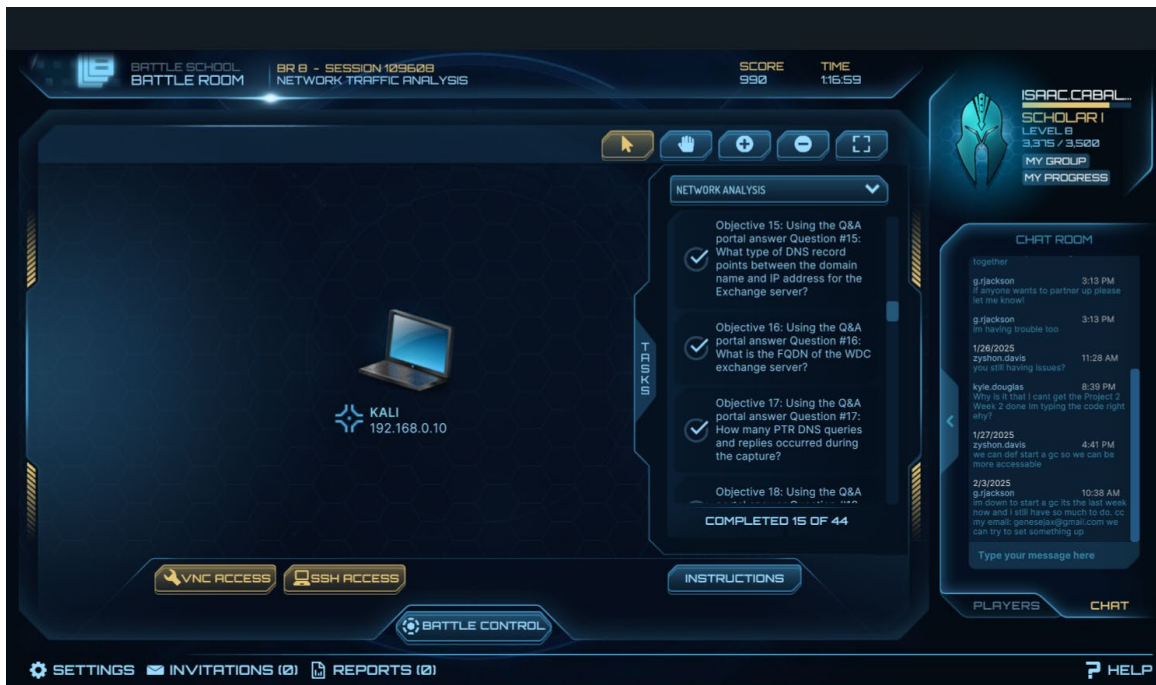 BATTLE SCHOOL
BATTLE ROOM
BR 8 - SESSION 109608
NETWORK TRAFFIC ANALYSIS
SCORE
990
TIME
1:16:59
ISAAC.CABAL...
SCHOLAR I
LEVEL 8
3,375 / 3,500
MY GROUP
MY PROGRESS
NETWORK ANALYSIS
Objective 15: Using the Q&A
portal answer Question #15:
What type of DNS record
points between the domain
name and IP address for the
Exchange server?
Objective 16: Using the Q&A
portal answer Question #16:
What is the FQDN of the WDC
exchange server?
Objective 17: Using the Q&A
portal answer Question #17:
How many PTR DNS queries
and replies occurred during
the capture?
Objective 18: Using the Q&A
COMPLETED 15 OF 44
TASKS
KALI
192.168.0.10
VNC ACCESS
SSH ACCESS
INSTRUCTIONS
BATTLE CONTROL
CHAT ROOM
together
g.rjackson 3:13 PM
if anyone wants to partner up please
let me know!
g.rjackson 3:13 PM
im having trouble too
1/26/2025
zyshon.davis 11:28 AM
you still having issues?
kyle.douglas 8:39 PM
Why is it that I cant get the Project 2
Week 2 done Im typing the code right
ehy?
1/27/2025
zyshon.davis 4:41 PM
we can def start a gc so we can be
more accessable
2/3/2025
g.rjackson 10:38 AM
im down to start a gc its the last week
now and i still have so much to do. cc
my email: genesejax@gmail.com we
can try to set something up
Type your message here
PLAYERS
CHAT
SETTINGS
INVITATIONS (0)
REPORTS (0)
? HELP